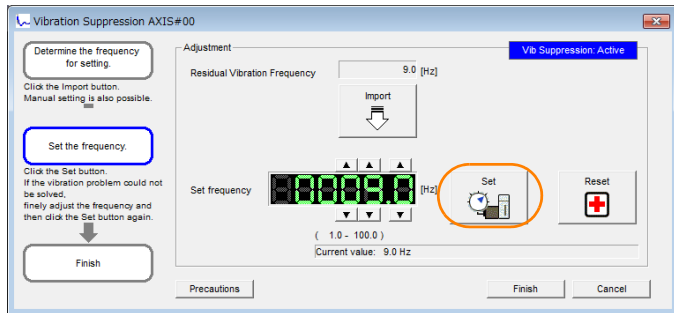 Vibration Suppression AXIS#00
Determine the frequency
for setting.
Click the Import button.
Manual setting is also possible.
Set the frequency.
Click the Set button.
If the vibration problem could not
be solved,
finely adjust the frequency and
then click the Set button again.
Finish
Adjustment
Vib Suppression: Active
Residual Vibration Frequency 9.0 [Hz]
Import
Set frequency 0009.0 [Hz]
Set
Reset
( 1.0 - 100.0 )
Current value: 9.0 Hz
Precautions
Finish
Cancel